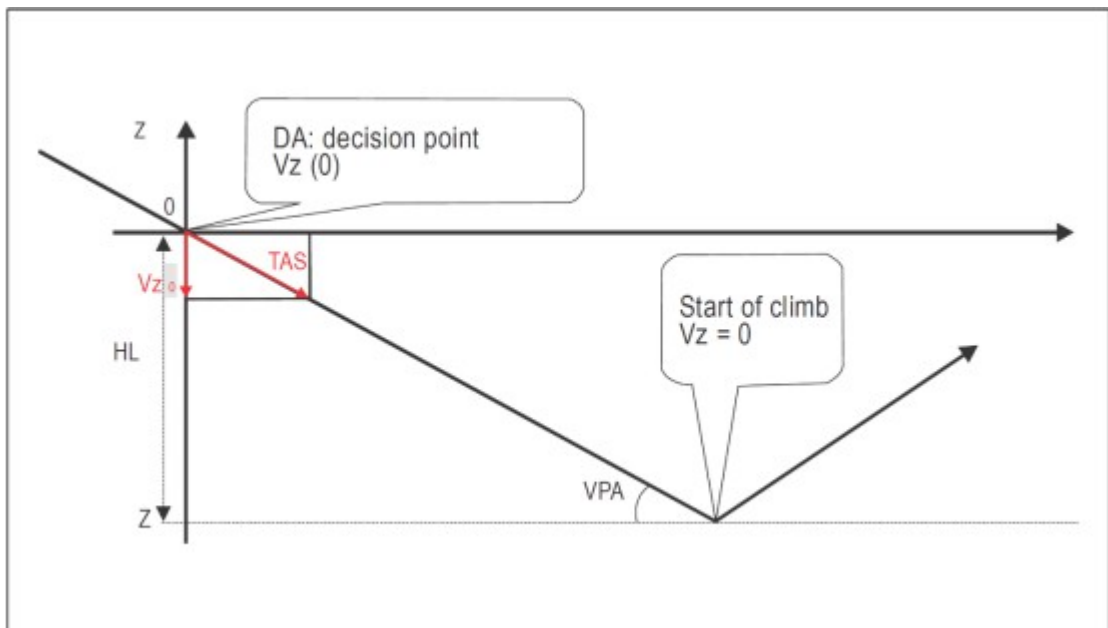 Z
DA: decision point
Vz (0)
0
TAS
Vz 0
Start of climb
Vz = 0
HL
VPA
Z